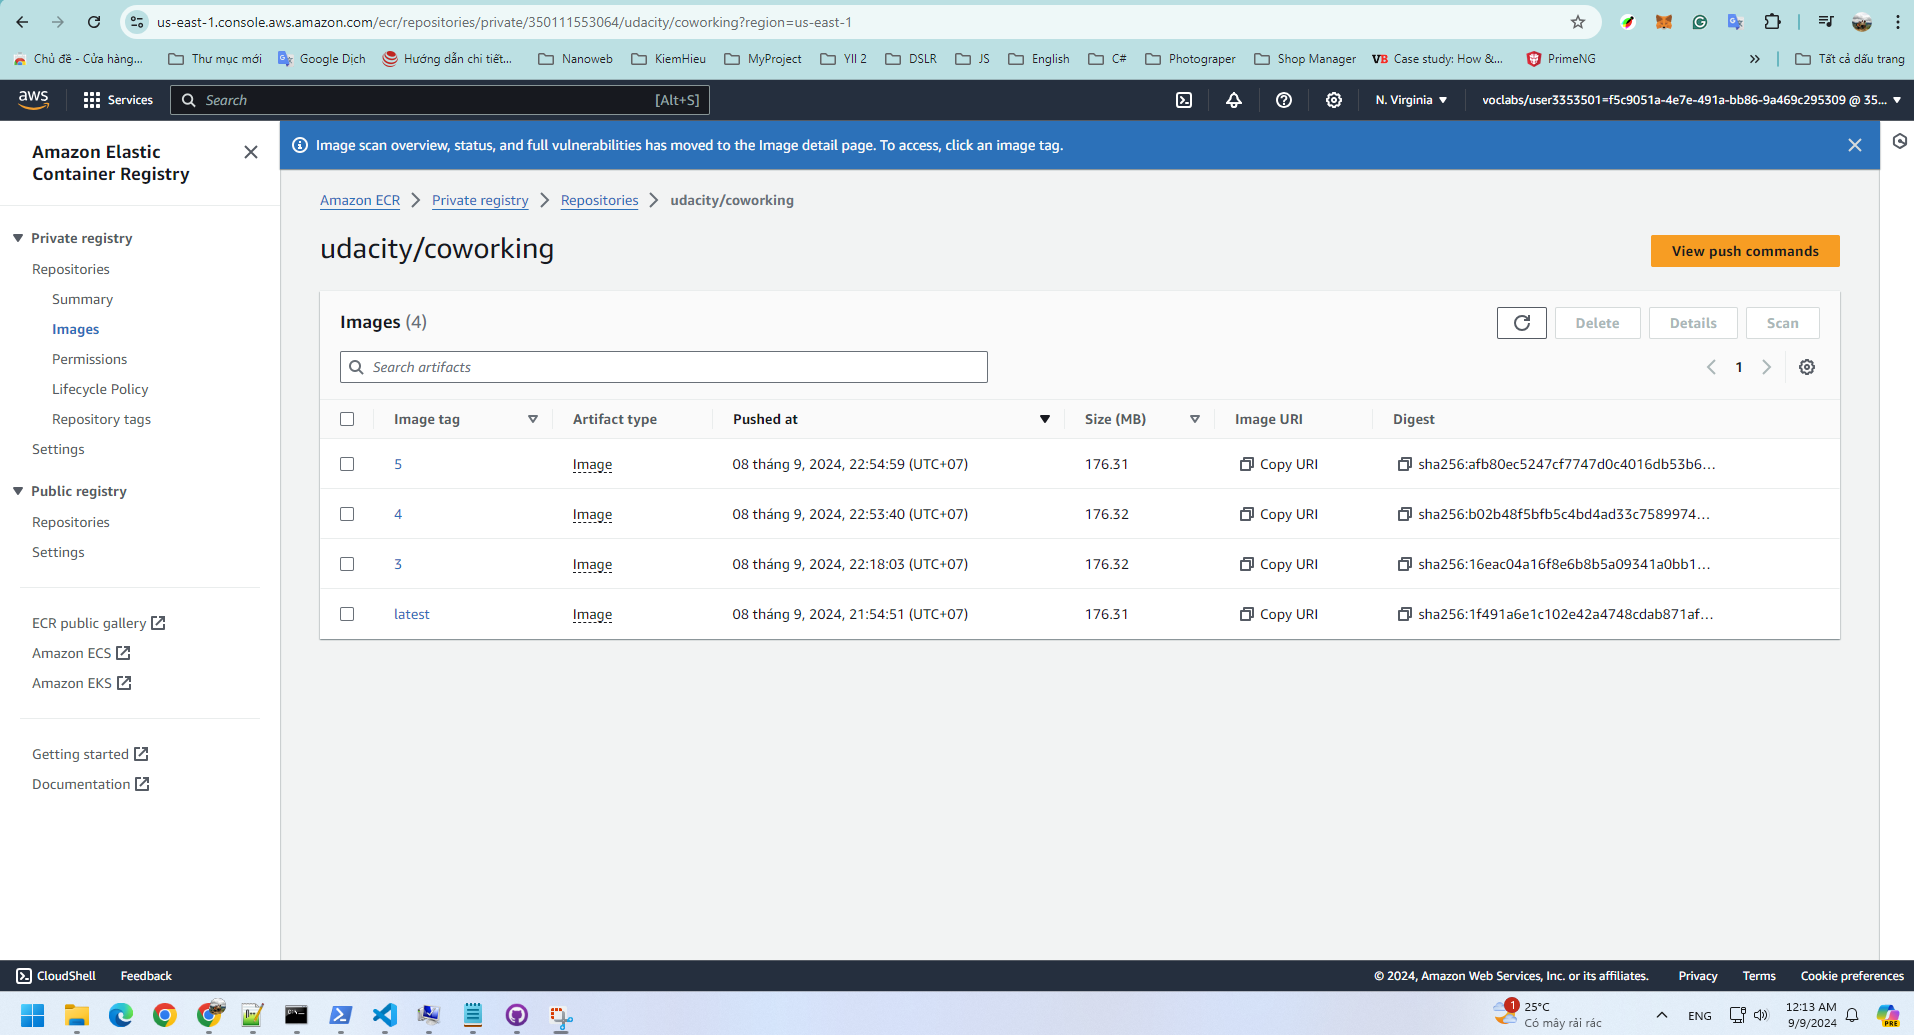 us-east-1.console.aws.amazon.com/ecr/repositories/private/350111553064/udacity/coworking?region=us-east-1
Chủ đề - Cửa hàng...
Thư mục mới
Google Dịch
Hướng dẫn chi tiết...
Nanoweb
KiemHieu
MyProject
YII 2
DSLR
JS
English
C#
Photograper
Shop Manager
VB Case study: How &...
PrimeNG
»
Tất cả dấu trang
aws
Services
Search
[Alt+S]
N. Virginia
voclabs/user3353501=f5c9051a-4e7e-491a-bb86-9a469c295309 @ 35...
Amazon Elastic
Container Registry
Private registry
Repositories
Summary
Images
Permissions
Lifecycle Policy
Repository tags
Settings
Public registry
Repositories
Settings
ECR public gallery
Amazon ECS
Amazon EKS
Getting started
Documentation
Image scan overview, status, and full vulnerabilities has moved to the Image detail page. To access, click an image tag.
Amazon ECR > Private registry > Repositories > udacity/coworking
udacity/coworking
View push commands
Images (4)
Delete
Details
Scan
Search artifacts
1
Image tag Artifact type Pushed at Size (MB) Image URI Digest
5 Image 08 tháng 9, 2024, 22:54:59 (UTC+07) 176.31 Copy URI sha256:afb80ec5247cf7747d0c4016db53b6...
4 Image 08 tháng 9, 2024, 22:53:40 (UTC+07) 176.32 Copy URI sha256:b02b48f5bfb5c4bd4ad33c7589974...
3 Image 08 tháng 9, 2024, 22:18:03 (UTC+07) 176.32 Copy URI sha256:16eac04a16f8e6b8b5a09341a0bb1...
latest Image 08 tháng 9, 2024, 21:54:51 (UTC+07) 176.31 Copy URI sha256:1f491a6e1c102e42a4748cdab871af...
CloudShell
Feedback
© 2024, Amazon Web Services, Inc. or its affiliates.
Privacy
Terms
Cookie preferences
1
25°C
Có mây rải rác
ENG
12:13 AM
9/9/2024
PRE